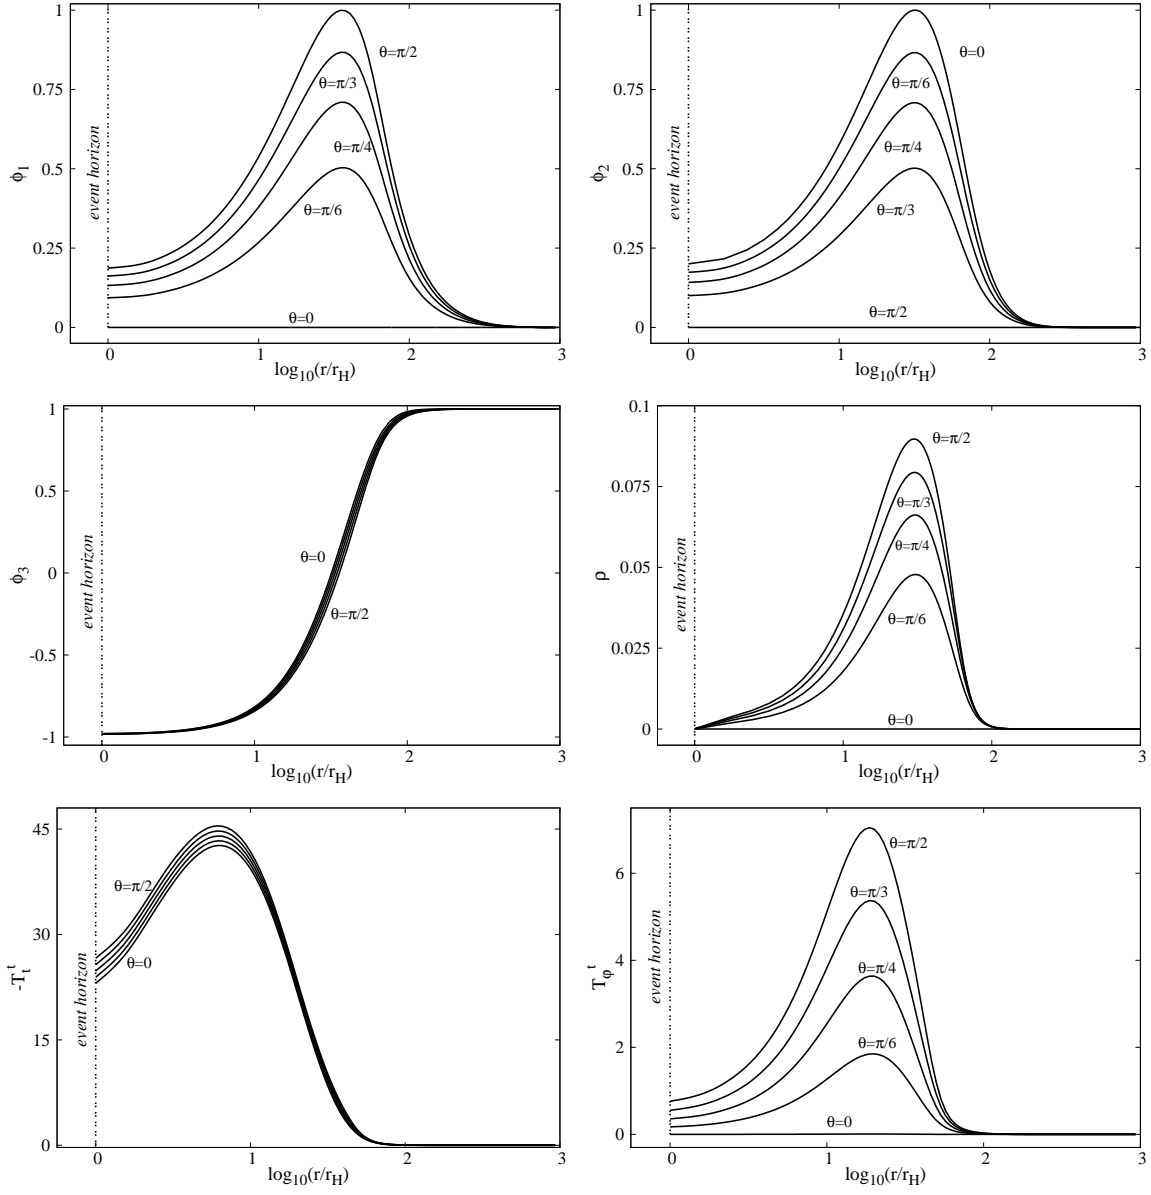 1
0.75
0.5
0.25
0
φ1
event horizon
θ=π/2
θ=π/3
θ=π/4
θ=π/6
θ=0
0
1
2
3
log10(r/rH)
1
0.75
0.5
0.25
0
φ2
event horizon
θ=0
θ=π/6
θ=π/4
θ=π/3
θ=π/2
0
1
2
3
log10(r/rH)
1
0.5
0
-0.5
-1
φ3
event horizon
θ=0
θ=π/2
0
1
2
3
log10(r/rH)
0.1
0.075
0.05
0.025
0
ρ
event horizon
θ=π/2
θ=π/3
θ=π/4
θ=π/6
θ=0
0
1
2
3
log10(r/rH)
45
30
15
0
-Ttt
event horizon
θ=π/2
θ=0
0
1
2
3
log10(r/rH)
6
4
2
0
Tφt
event horizon
θ=π/2
θ=π/3
θ=π/4
θ=π/6
θ=0
0
1
2
3
log10(r/rH)